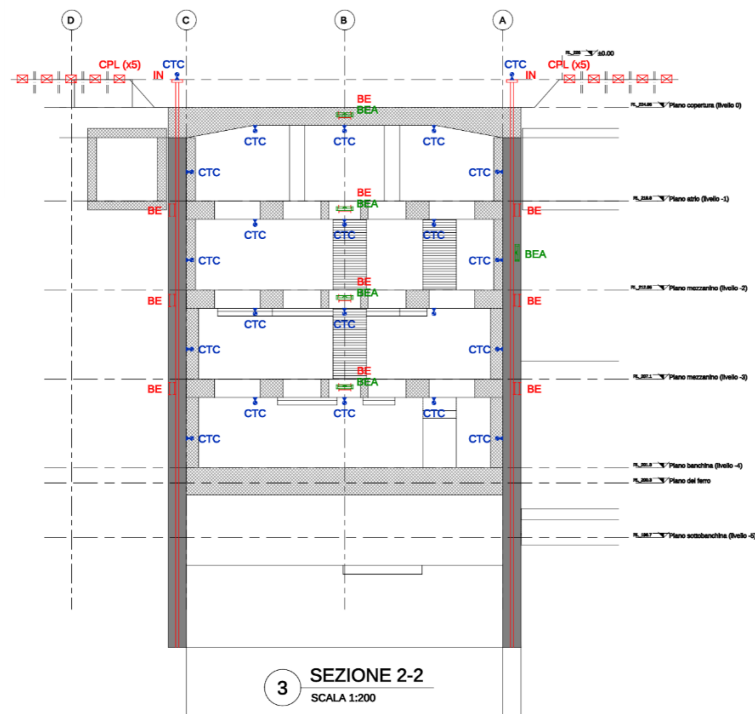 D C B A
CTC CTC ±0.00
CPL (x5) IN IN CPL (x5)
BE
BEA
Piano copertura (livello 0)
CTC CTC CTC
CTC CTC
BE
BEA
Piano atrio (livello -1)
BE BE
CTC CTC CTC
BEA
CTC CTC
BE
BEA
Piano mezzanino (livello -2)
BE BE
CTC CTC CTC
CTC CTC
BE
BEA
Piano mezzanino (livello -3)
BE BE
CTC CTC CTC
CTC CTC
Piano banchina (livello -4)
Piano del ferro
Piano sottobanchina (livello -5)
3 SEZIONE 2-2
SCALA 1:200